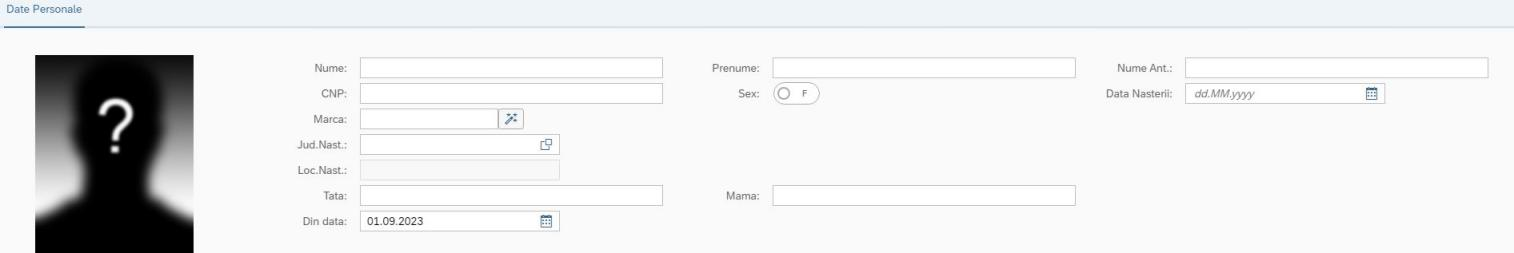 Date Personale
Nume: Prenume: Nume Ant.:
CNP: Sex: F Data Nasterii: dd.MM.yyyy
Marca:
Jud.Nast.:
Loc.Nast.:
Tata: Mama:
Din data: 01.09.2023
?